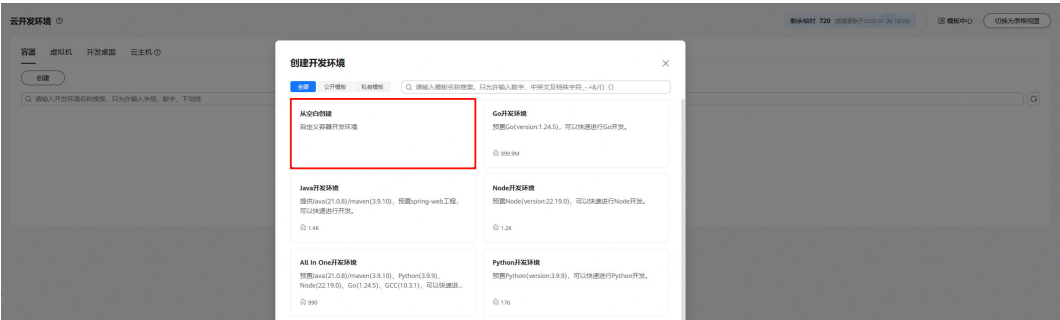 云开发环境
剩余核时 720 (数据更新于2026-01-28 18:16)
模板中心
切换为表格视图
容器 虚拟机 开发桌面 云主机
创建
请输入开发环境名称搜索，只允许输入字母、数字、下划线
创建开发环境
全部 公开模板 私有模板
请输入模板名称搜索，只允许输入数字、中英文及特殊字符_-.+&/() ()
从空白创建
自定义容器开发环境
Go开发环境
预置Go(version:1.24.5)，可以快速进行Go开发。
999.9M
Java开发环境
提供Java(21.0.8)/maven(3.9.10)，预置spring-web工程，
可以快速进行开发。
1.4K
Node开发环境
预置Node(version:22.19.0)，可以快速进行Node开发。
1.2K
All In One开发环境
预置Java(21.0.8)/maven(3.9.10)，Python(3.9.9)，
Node(22.19.0)，Go(1.24.5)，GCC(10.3.1)，可以快速进...
990
Python开发环境
预置Python(version:3.9.9)，可以快速进行Python开发。
176